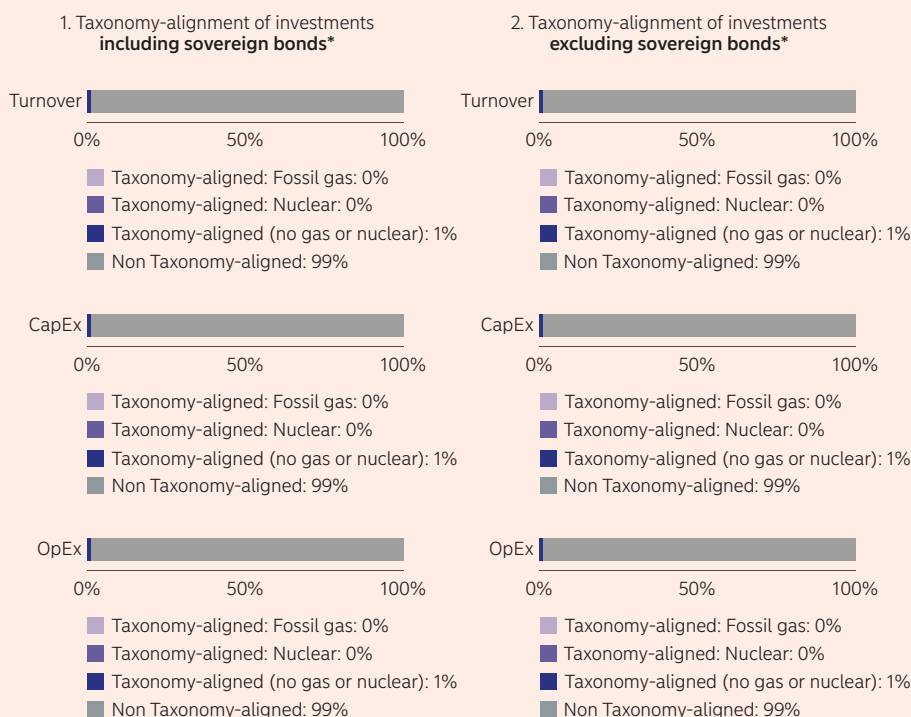 1. Taxonomy-alignment of investments
including sovereign bonds*
Turnover
0% 50% 100%
Taxonomy-aligned: Fossil gas: 0%
Taxonomy-aligned: Nuclear: 0%
Taxonomy-aligned (no gas or nuclear): 1%
Non Taxonomy-aligned: 99%
CapEx
0% 50% 100%
Taxonomy-aligned: Fossil gas: 0%
Taxonomy-aligned: Nuclear: 0%
Taxonomy-aligned (no gas or nuclear): 1%
Non Taxonomy-aligned: 99%
OpEx
0% 50% 100%
Taxonomy-aligned: Fossil gas: 0%
Taxonomy-aligned: Nuclear: 0%
Taxonomy-aligned (no gas or nuclear): 1%
Non Taxonomy-aligned: 99%
2. Taxonomy-alignment of investments
excluding sovereign bonds*
Turnover
0% 50% 100%
Taxonomy-aligned: Fossil gas: 0%
Taxonomy-aligned: Nuclear: 0%
Taxonomy-aligned (no gas or nuclear): 1%
Non Taxonomy-aligned: 99%
CapEx
0% 50% 100%
Taxonomy-aligned: Fossil gas: 0%
Taxonomy-aligned: Nuclear: 0%
Taxonomy-aligned (no gas or nuclear): 1%
Non Taxonomy-aligned: 99%
OpEx
0% 50% 100%
Taxonomy-aligned: Fossil gas: 0%
Taxonomy-aligned: Nuclear: 0%
Taxonomy-aligned (no gas or nuclear): 1%
Non Taxonomy-aligned: 99%